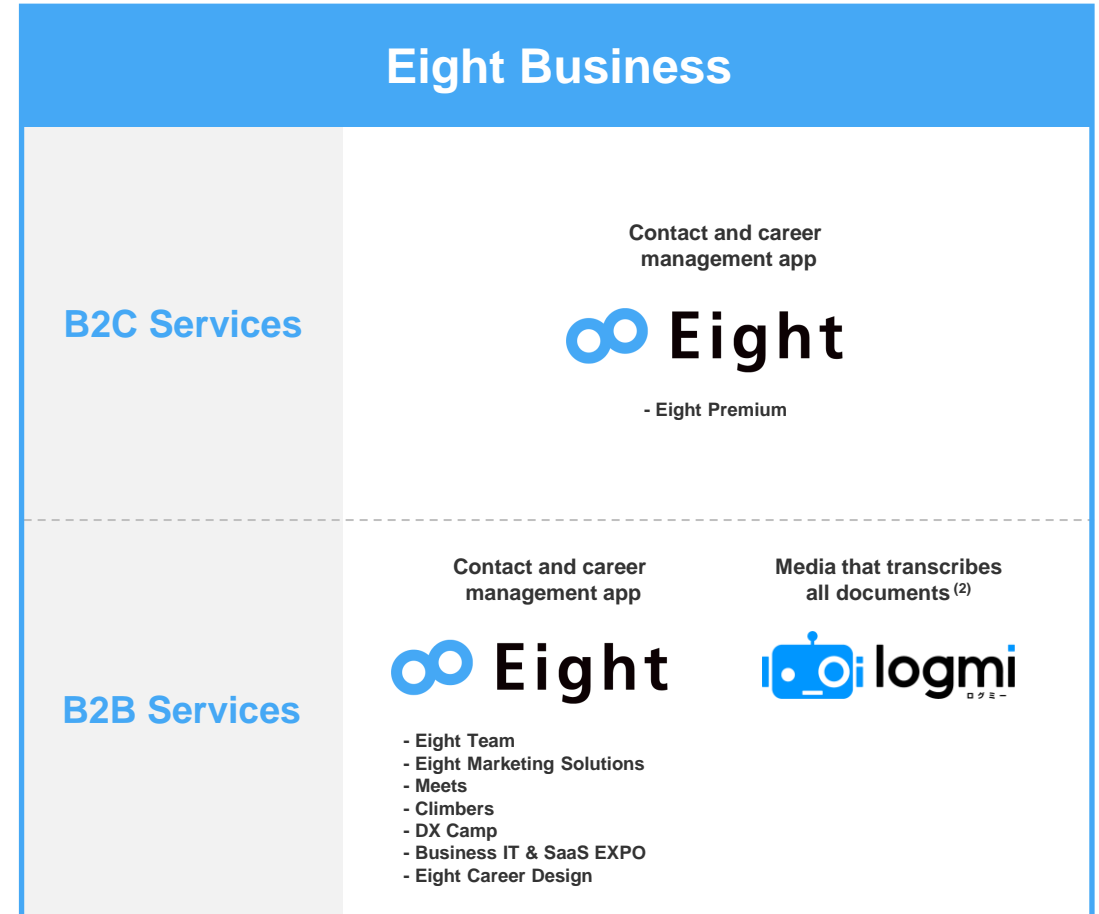 Eight Business
B2C Services
Contact and career
management app
Eight
- Eight Premium
B2B Services
Contact and career
management app
Eight
- Eight Team
- Eight Marketing Solutions
- Meets
- Climbers
- DX Camp
- Business IT & SaaS EXPO
- Eight Career Design
Media that transcribes
all documents (2)
logmi
ログミー